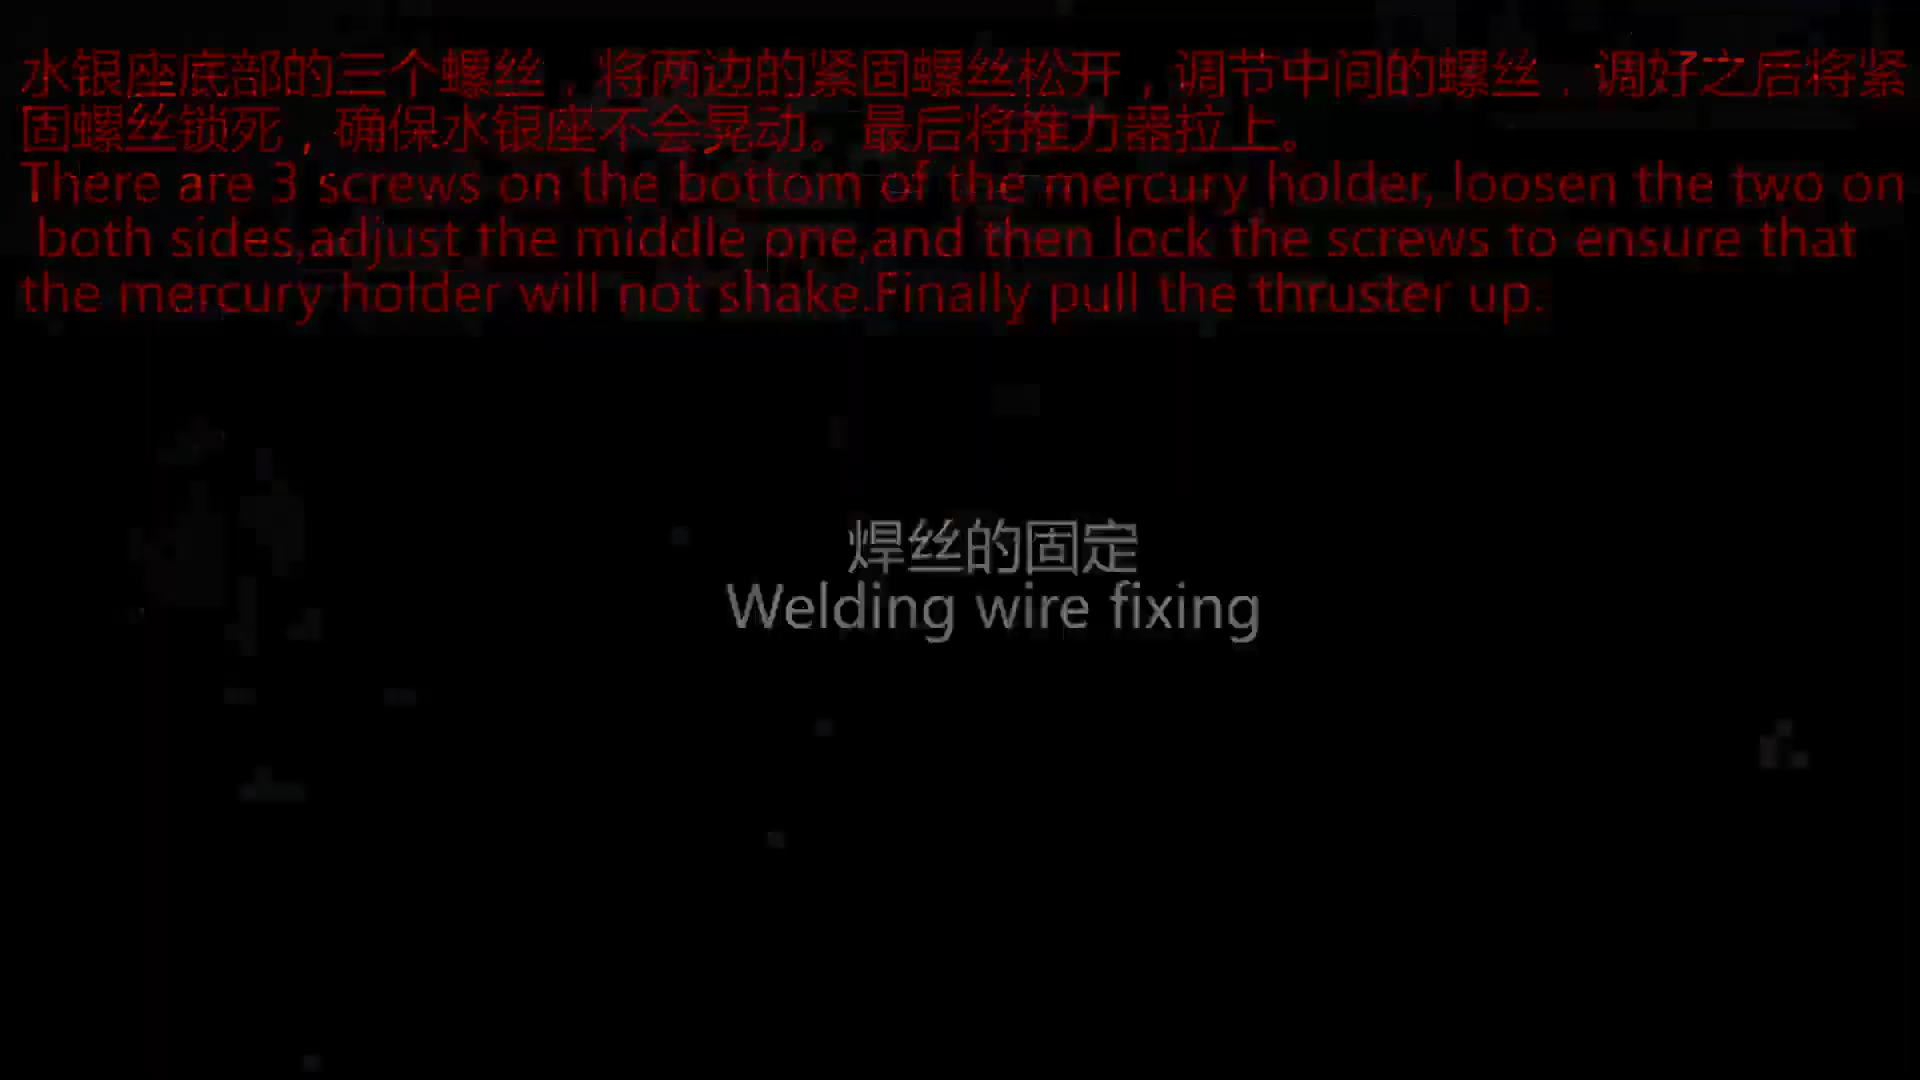 水银座底部的三个螺丝，将两边的紧固螺丝松开，调节中间的螺丝，调好之后将紧
固螺丝锁死，确保水银座不会晃动。最后将推力器拉上。
There are 3 screws on the bottom of the mercury holder, loosen the two on
both sides,adjust the middle one,and then lock the screws to ensure that
the mercury holder will not shake.Finally pull the thruster up.
焊丝的固定
Welding wire fixing